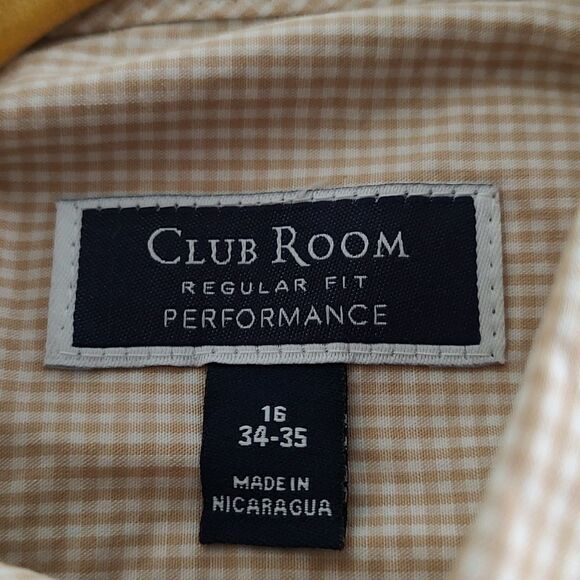 CLUB ROOM
REGULAR FIT
PERFORMANCE
16
34-35
MADE IN
NICARAGUA